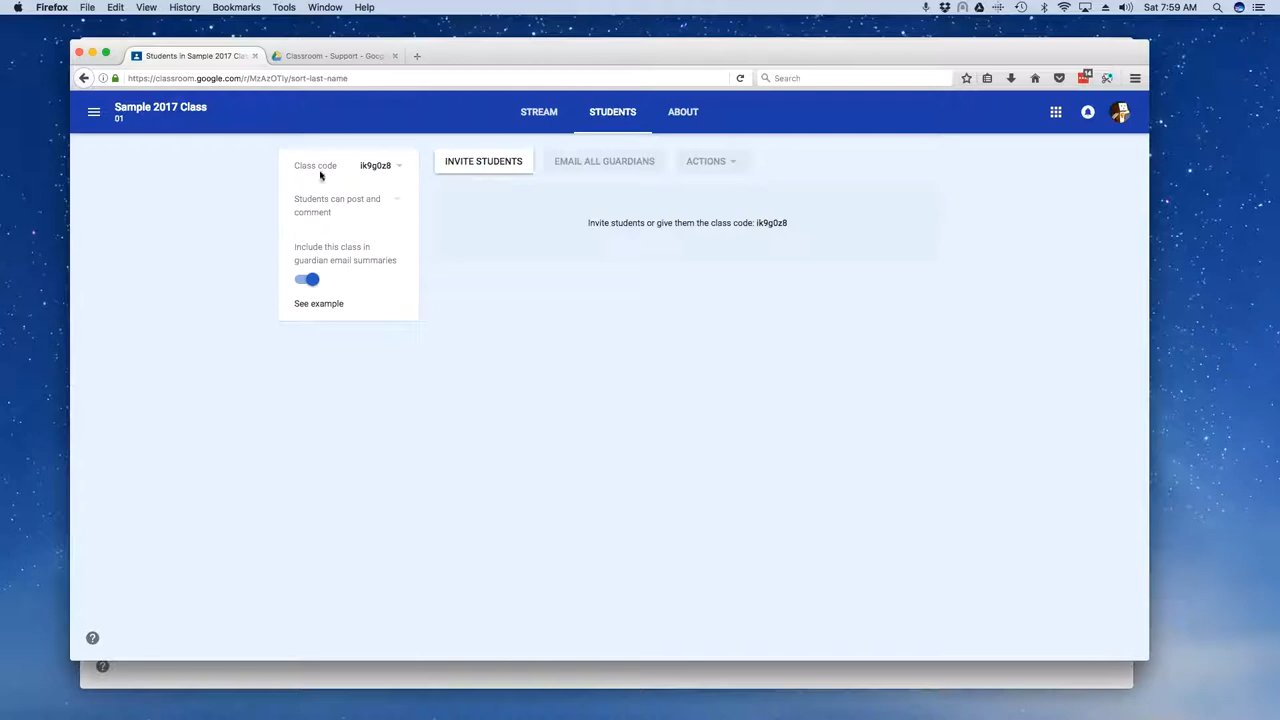 Firefox File Edit View History Bookmarks Tools Window Help Sat 7:59 AM
Students in Sample 2017 Clas Classroom - Support - Goog
https://classroom.google.com/r/MzAzOTIy/sort-last-name Search 14
Sample 2017 Class
01
STREAM STUDENTS ABOUT
Class code ik9g0z8
INVITE STUDENTS EMAIL ALL GUARDIANS ACTIONS
Students can post and
comment
Invite students or give them the class code: ik9g0z8
Include this class in
guardian email summaries
See example
?
?